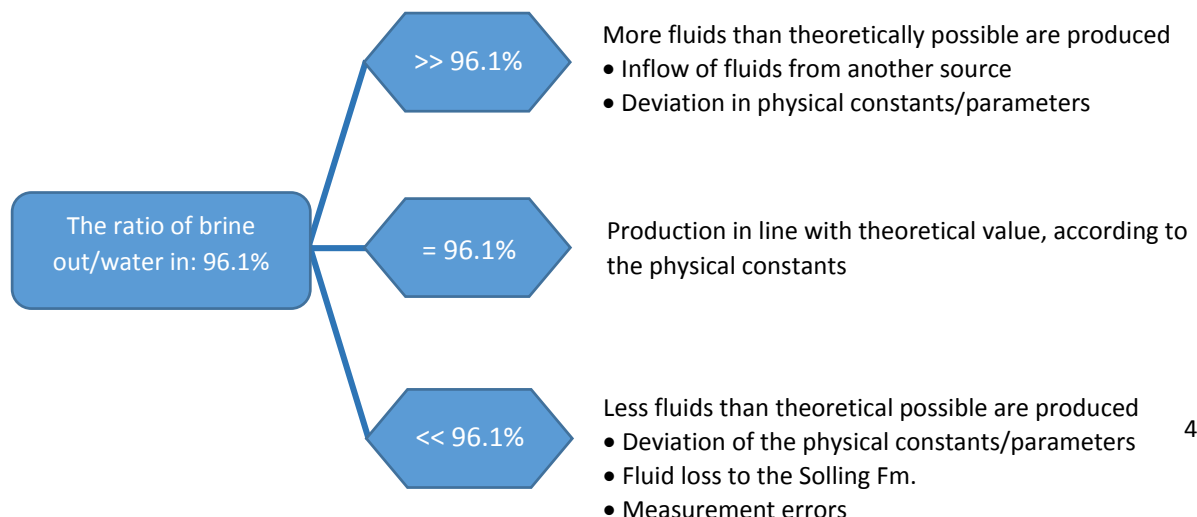 >> 96.1%
More fluids than theoretically possible are produced
• Inflow of fluids from another source
• Deviation in physical constants/parameters
The ratio of brine
out/water in: 96.1%
= 96.1%
Production in line with theoretical value, according to
the physical constants
<< 96.1%
Less fluids than theoretical possible are produced
• Deviation of the physical constants/parameters
• Fluid loss to the Solling Fm.
• Measurement errors
4